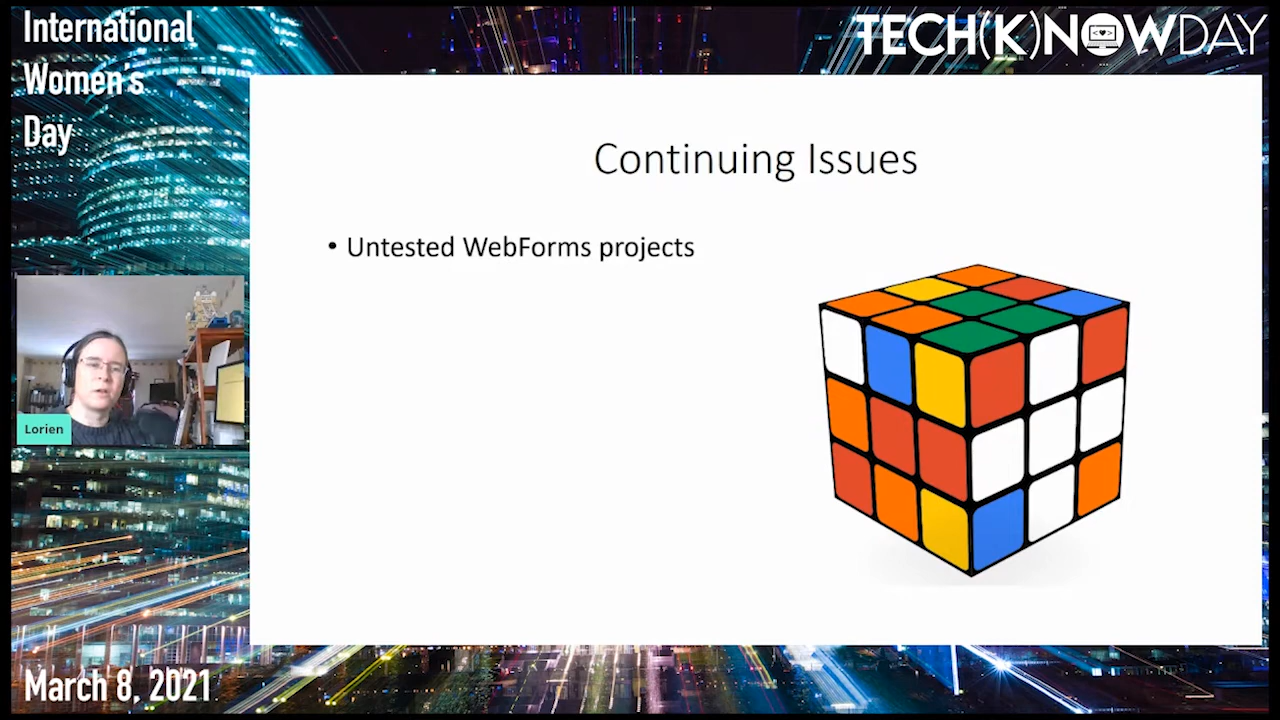 International
Women's
Day
TECH(K)NOWDAY
Continuing Issues
• Untested WebForms projects
Lorien
March 8, 2021